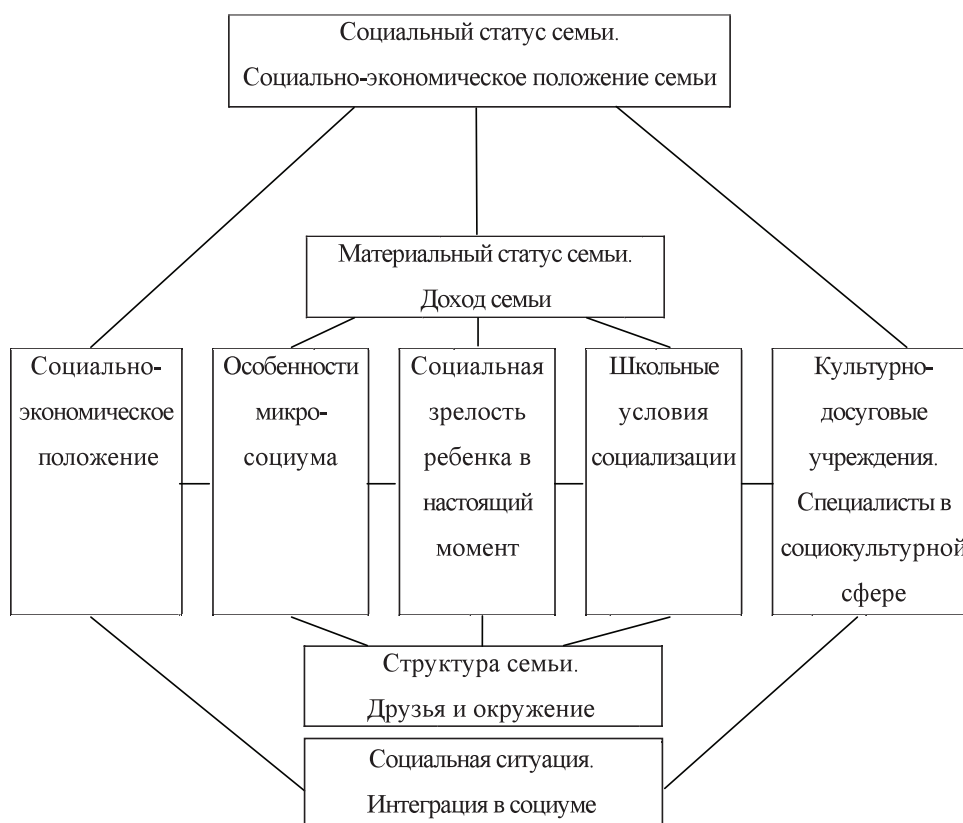 Социальный статус семьи.
Социально-экономическое положение семьи
Материальный статус семьи.
Доход семьи
Социально-
экономическое
положение
Особенности
микро-
социума
Социальная
зрелость
ребенка в
настоящий
момент
Школьные
условия
социализации
Культурно-
досуговые
учреждения.
Специалисты в
социокультурной
сфере
Структура семьи.
Друзья и окружение
Социальная ситуация.
Интеграция в социуме